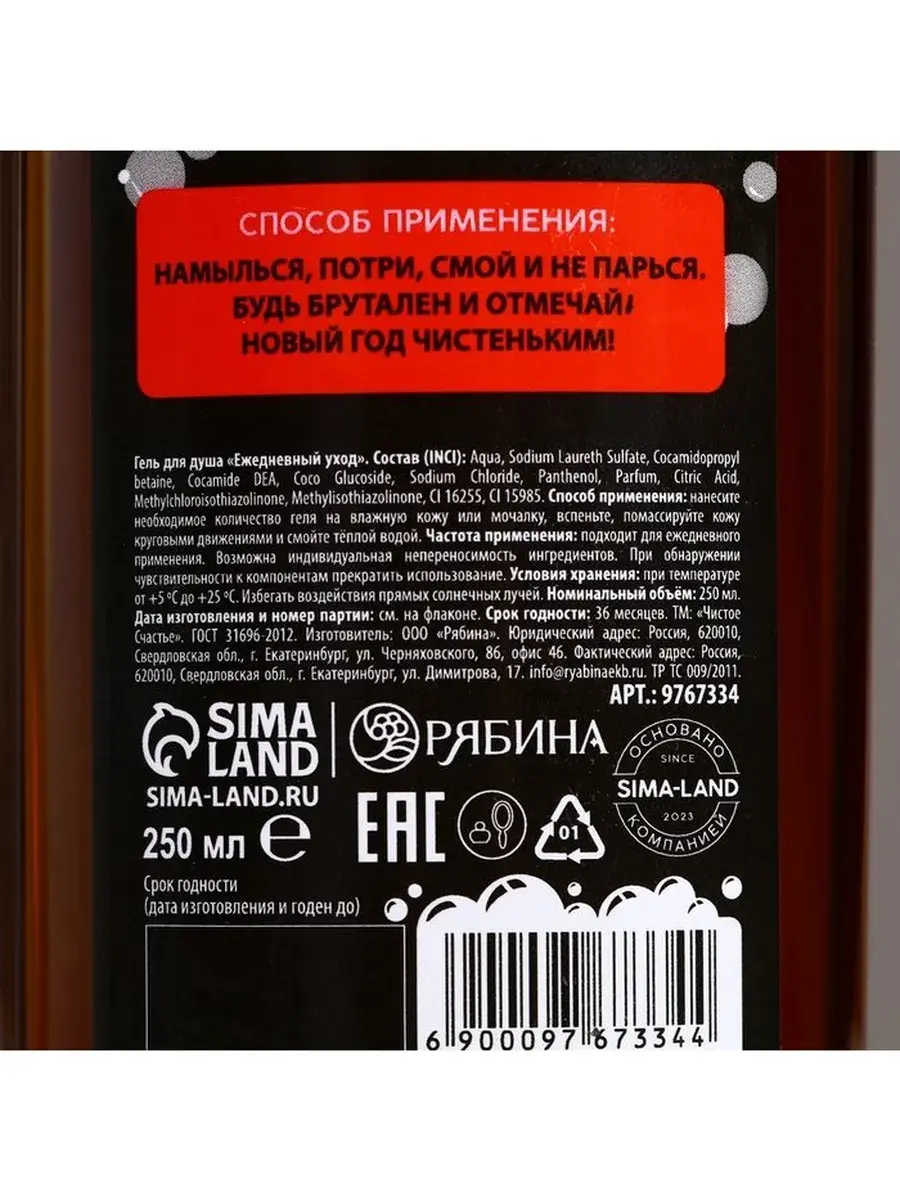 СПОСОБ ПРИМЕНЕНИЯ:
НАМЫЛЬСЯ, ПОТРИ, СМОЙ И НЕ ПАРЬСЯ.
БУДЬ БРУТАЛЕН И ОТМЕЧАЙ
НОВЫЙ ГОД ЧИСТЕНЬКИМ!
Гель для душа «Ежедневный уход». Состав (INCI): Aqua, Sodium Laureth Sulfate, Cocamidopropyl
betaine, Cocamide DEA, Coco Glucoside, Sodium Chloride, Panthenol, Parfum, Citric Acid,
Methylchloroisothiazolinone, Methylisothiazolinone, CI 16255, CI 15985. Способ применения: нанесите
необходимое количество геля на влажную кожу или мочалку, вспеньте, помассируйте кожу
круговыми движениями и смойте тёплой водой. Частота применения: подходит для ежедневного
применения. Возможна индивидуальная непереносимость ингредиентов. При обнаружении
чувствительности к компонентам прекратить использование. Условия хранения: при температуре
от +5 °C до +25 °C. Избегать воздействия прямых солнечных лучей. Номинальный объём: 250 мл.
Дата изготовления и номер партии: см. на флаконе. Срок годности: 36 месяцев. ТМ: «Чистое
Счастье». ГОСТ 31696-2012. Изготовитель: ООО «Рябина». Юридический адрес: Россия, 620010,
Свердловская обл., г. Екатеринбург, ул. Черняховского, 86, офис 46. Фактический адрес: Россия,
620010, Свердловская обл., г. Екатеринбург, ул. Димитрова, 17. info@ryabinaekb.ru. ТР ТС 009/2011.
АРТ.: 9767334
SIMA
LAND
SIMA-LAND.RU
РЯБИНА
ОСНОВАНО
SINCE
SIMA-LAND
2023
КОМПАНИЕЙ
250 мл e
EAC
01
Срок годности
(дата изготовления и годен до)
6 900097 673344